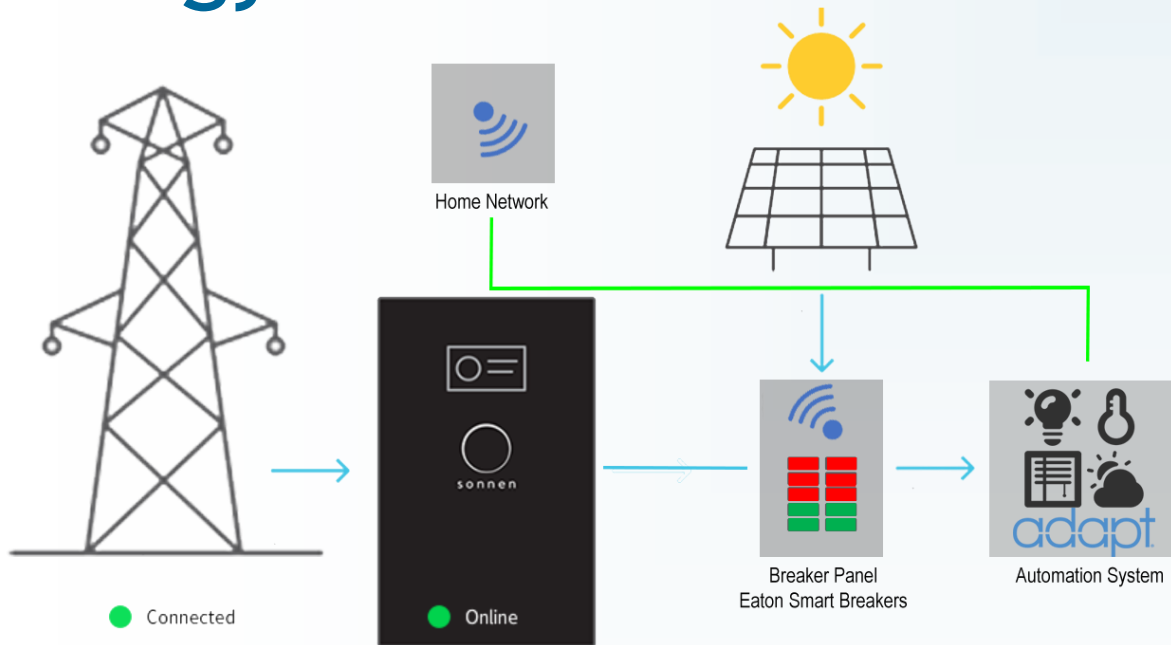 Home Network
sonnen
Connected
Online
Breaker Panel
Eaton Smart Breakers
adapt
Automation System